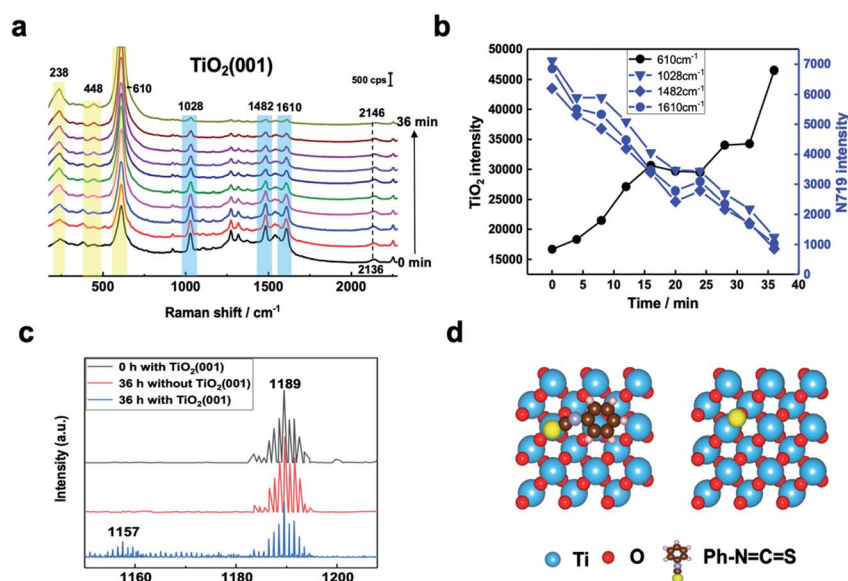 a
TiO2(001)
500 cps
238
448
610
1028
1482
1610
2146
36 min
0 min
2136
500
1000
1500
2000
Raman shift / cm-1
b
50000
45000
40000
35000
30000
25000
20000
15000
TiO2 intensity
610cm-1
1028cm-1
1482cm-1
1610cm-1
7000
6000
5000
4000
3000
2000
1000
0
N719 intensity
0 5 10 15 20 25 30 35 40
Time / min
c
0 h with TiO2(001)
36 h without TiO2(001)
36 h with TiO2(001)
1189
1157
Intensity (a.u.)
1160 1180 1200
d
Ti O Ph-N=C=S